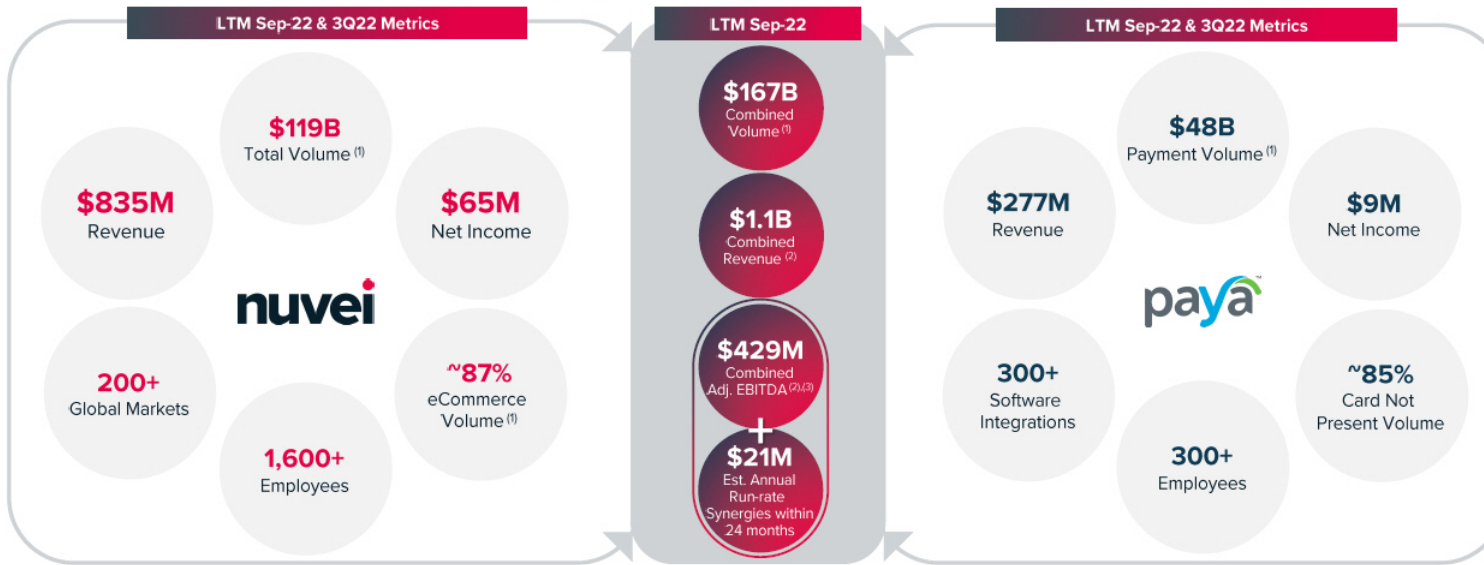 LTM Sep-22 & 3Q22 Metrics
$119B
Total Volume (1)
$835M
Revenue
$65M
Net Income
nuvei
200+
Global Markets
~87%
eCommerce
Volume (1)
1,600+
Employees
LTM Sep-22
$167B
Combined
Volume (1)
$1.1B
Combined
Revenue (2)
$429M
Combined
Adj. EBITDA (2),(3)
+
$21M
Est. Annual
Run-rate
Synergies within
24 months
LTM Sep-22 & 3Q22 Metrics
$48B
Payment Volume (1)
$277M
Revenue
$9M
Net Income
paya™
300+
Software
Integrations
~85%
Card Not
Present Volume
300+
Employees